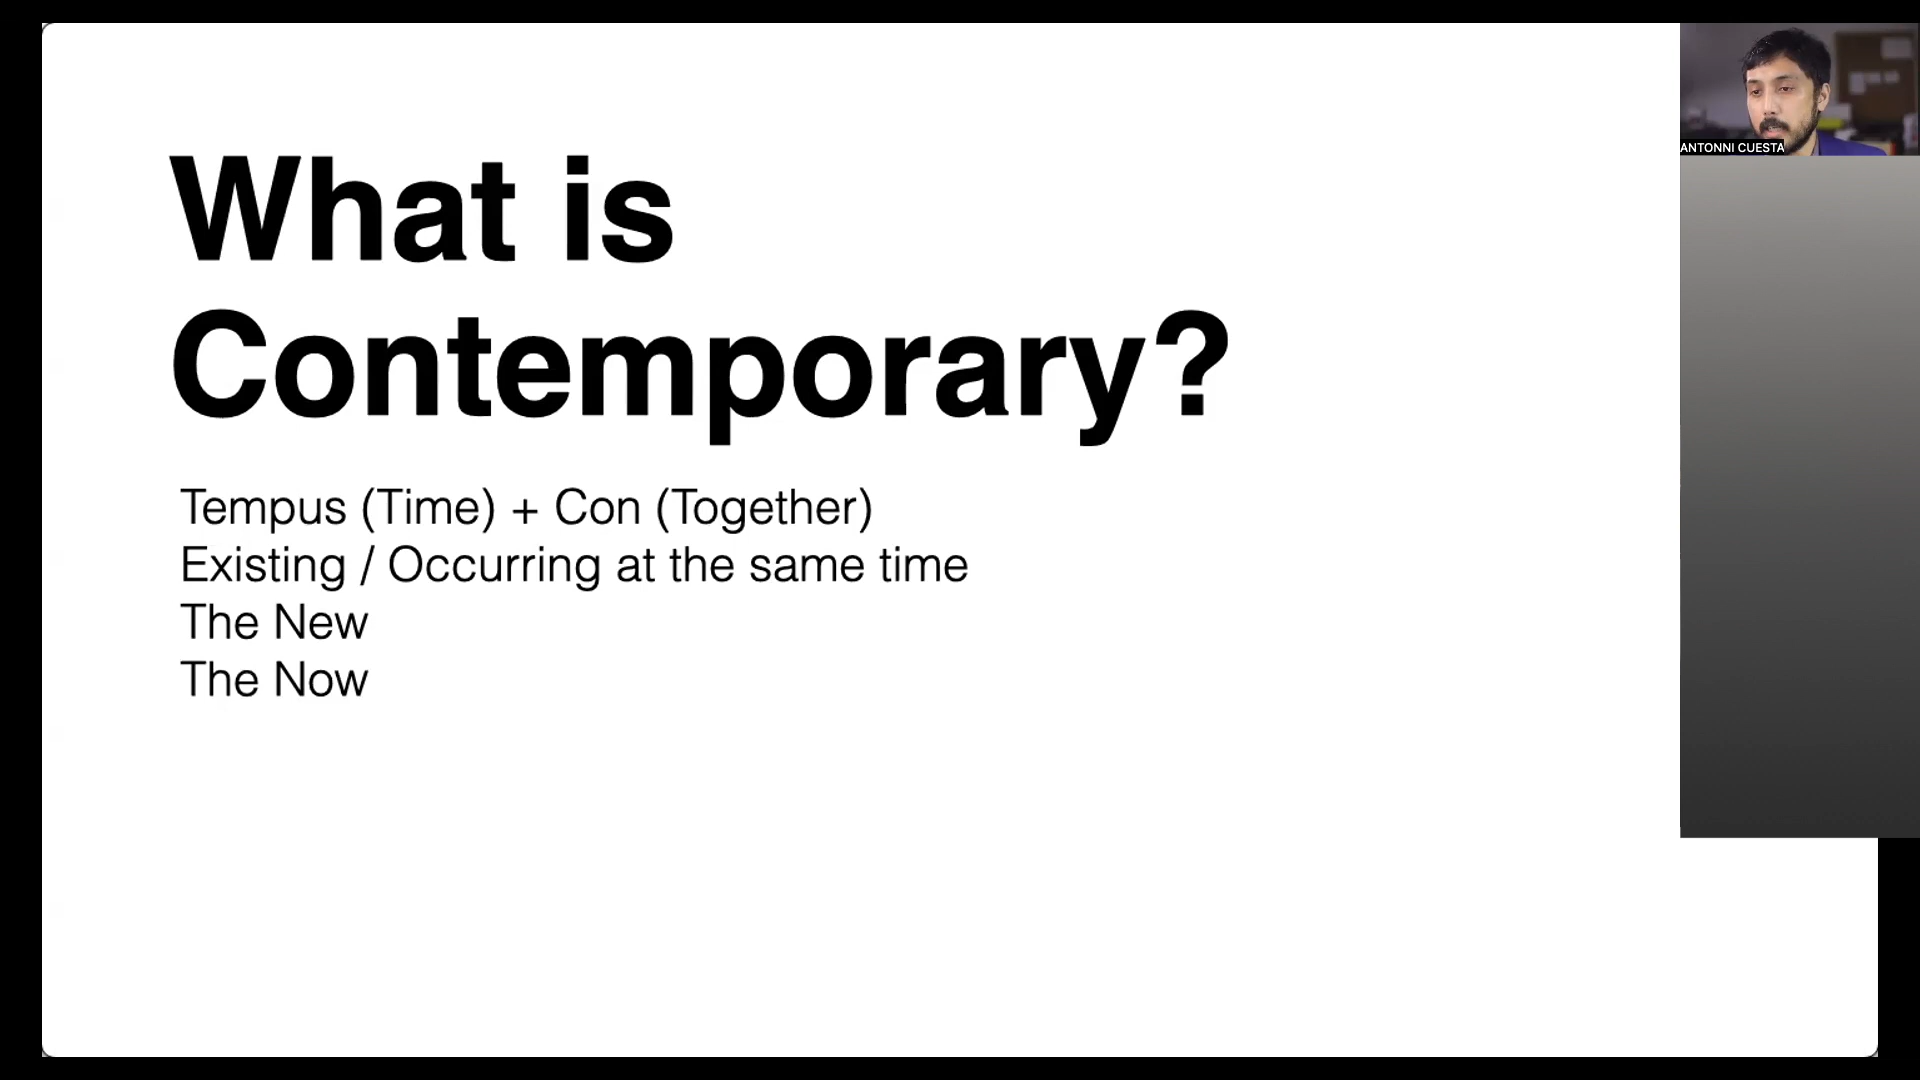 What is
Contemporary?
Tempus (Time) + Con (Together)
Existing / Occurring at the same time
The New
The Now
ANTONNI CUESTA